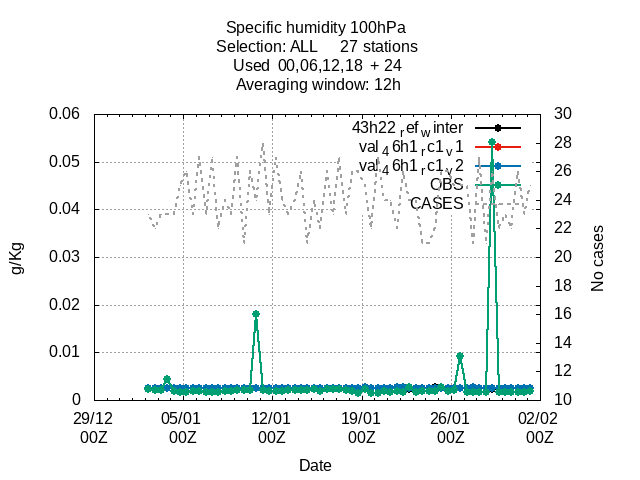 Specific humidity 100hPa
Selection: ALL 27 stations
Used 00,06,12,18 + 24
Averaging window: 12h
0.06
0.05
0.04
0.03
0.02
0.01
0
30
28
26
24
22
20
18
16
14
12
10
43h22refwinter
val46h1rc1v1
val46h1rc1v2
OBS
CASES
g/Kg
No cases
29/12 05/01 12/01 19/01 26/01 02/02
00Z 00Z 00Z 00Z 00Z 00Z
Date